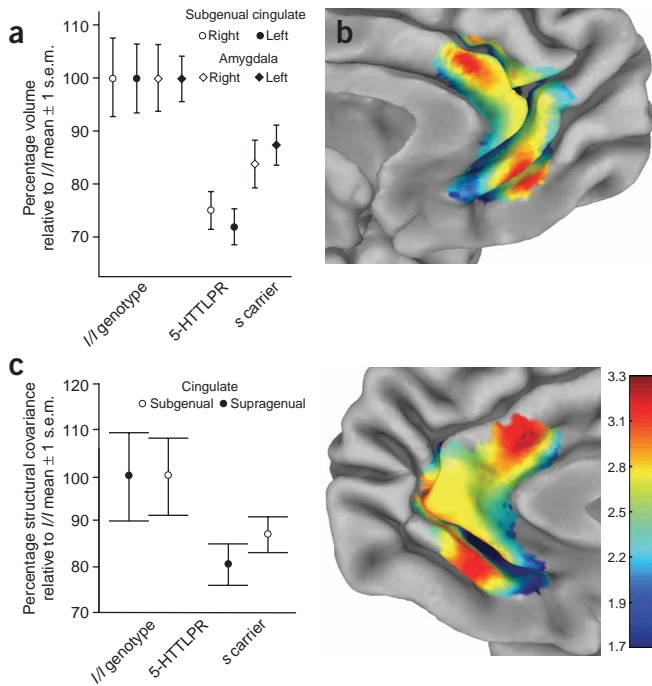 a
Percentage volume
relative to l/l mean ± 1 s.e.m.
110
100
90
80
70
Subgenual cingulate
Right Left
Amygdala
Right Left
l/l genotype
5-HTTLPR
s carrier
b
c
Percentage structural covariance
relative to l/l mean ± 1 s.e.m.
120
110
100
90
80
70
Cingulate
Subgenual Supragenual
l/l genotype
5-HTTLPR
s carrier
3.3
3.1
2.8
2.5
2.2
1.9
1.7